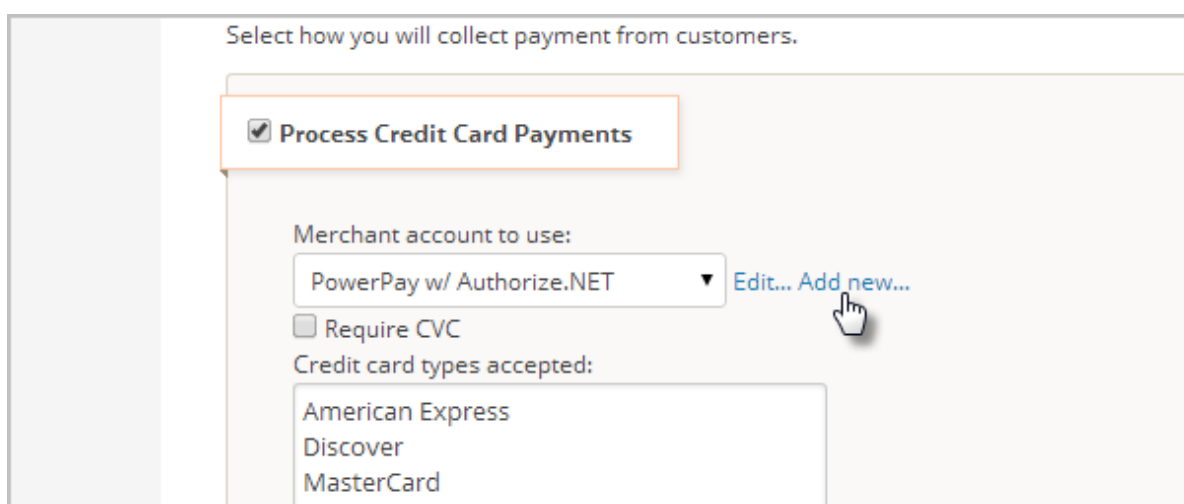 Select how you will collect payment from customers.
Process Credit Card Payments
Merchant account to use:
PowerPay w/ Authorize.NET Edit... Add new...
Require CVC
Credit card types accepted:
American Express
Discover
MasterCard